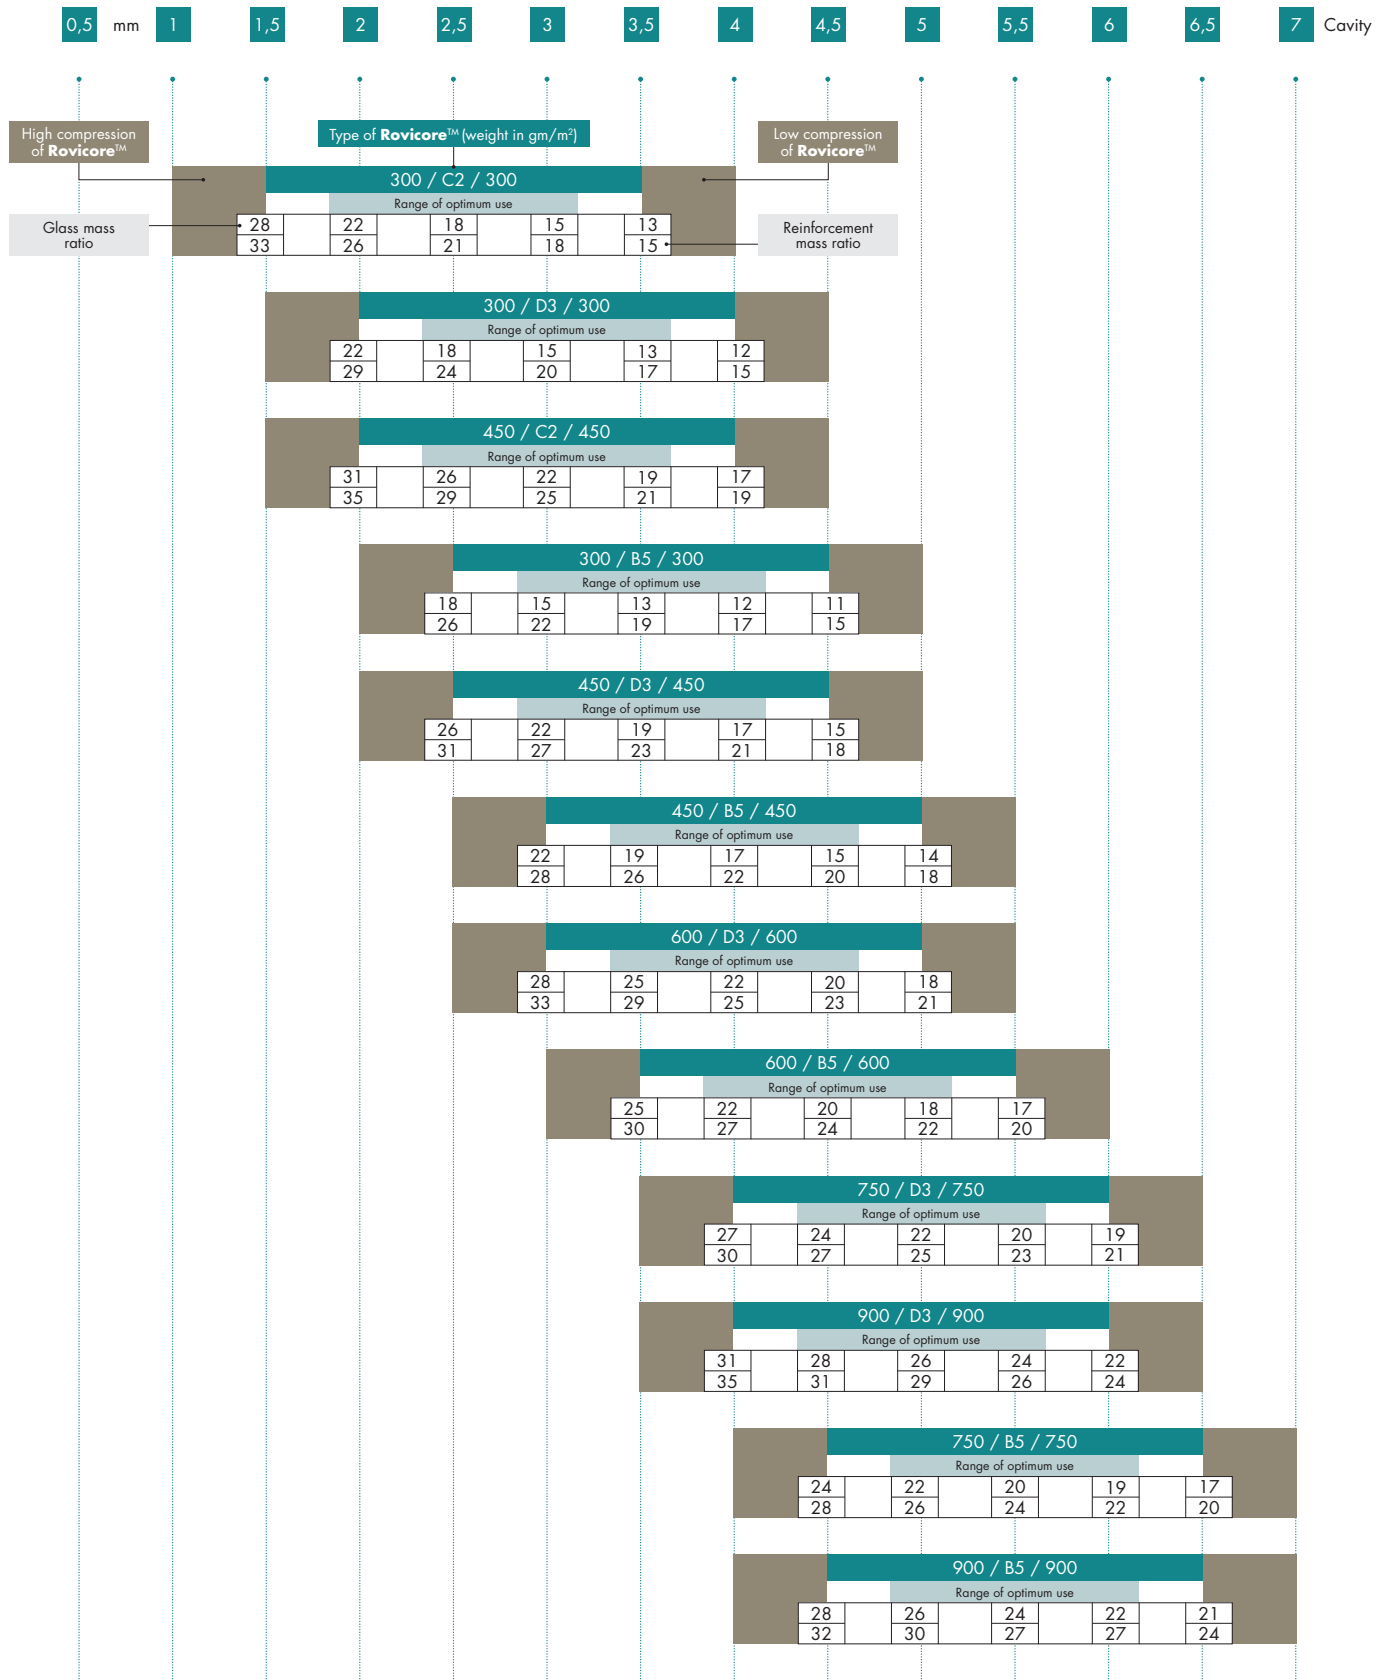 0,5 mm 1 1,5 2 2,5 3 3,5 4 4,5 5 5,5 6 6,5 7 Cavity
High compression
of Rovicore™
Type of Rovicore™ (weight in gm/m²)
Low compression
of Rovicore™
300 / C2 / 300
Range of optimum use
Glass mass
ratio
28 22 18 15 13
33 26 21 18 15
Reinforcement
mass ratio
300 / D3 / 300
Range of optimum use
22 18 15 13 12
29 24 20 17 15
450 / C2 / 450
Range of optimum use
31 26 22 19 17
35 29 25 21 19
300 / B5 / 300
Range of optimum use
18 15 13 12 11
26 22 19 17 15
450 / D3 / 450
Range of optimum use
26 22 19 17 15
31 27 23 21 18
450 / B5 / 450
Range of optimum use
22 19 17 15 14
28 26 22 20 18
600 / D3 / 600
Range of optimum use
28 25 22 20 18
33 29 25 23 21
600 / B5 / 600
Range of optimum use
25 22 20 18 17
30 27 24 22 20
750 / D3 / 750
Range of optimum use
27 24 22 20 19
30 27 25 23 21
900 / D3 / 900
Range of optimum use
31 28 26 24 22
35 31 29 26 24
750 / B5 / 750
Range of optimum use
24 22 20 19 17
28 26 24 22 20
900 / B5 / 900
Range of optimum use
28 26 24 22 21
32 30 27 27 24